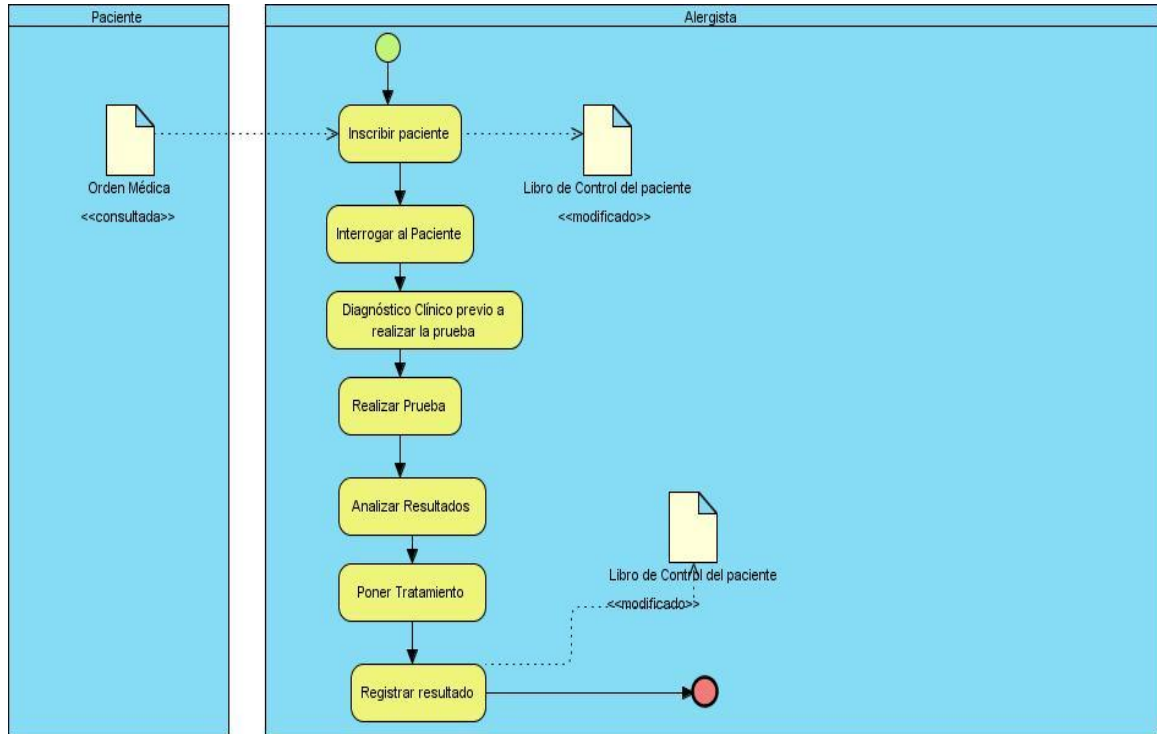 Paciente
Alergista
Inscribir paciente
Orden Médica
<<consultada>>
Libro de Control del paciente
<<modificado>>
Interrogar al Paciente
Diagnóstico Clínico previo a
realizar la prueba
Realizar Prueba
Analizar Resultados
Libro de Control del paciente
<<modificado>>
Poner Tratamiento
Registrar resultado